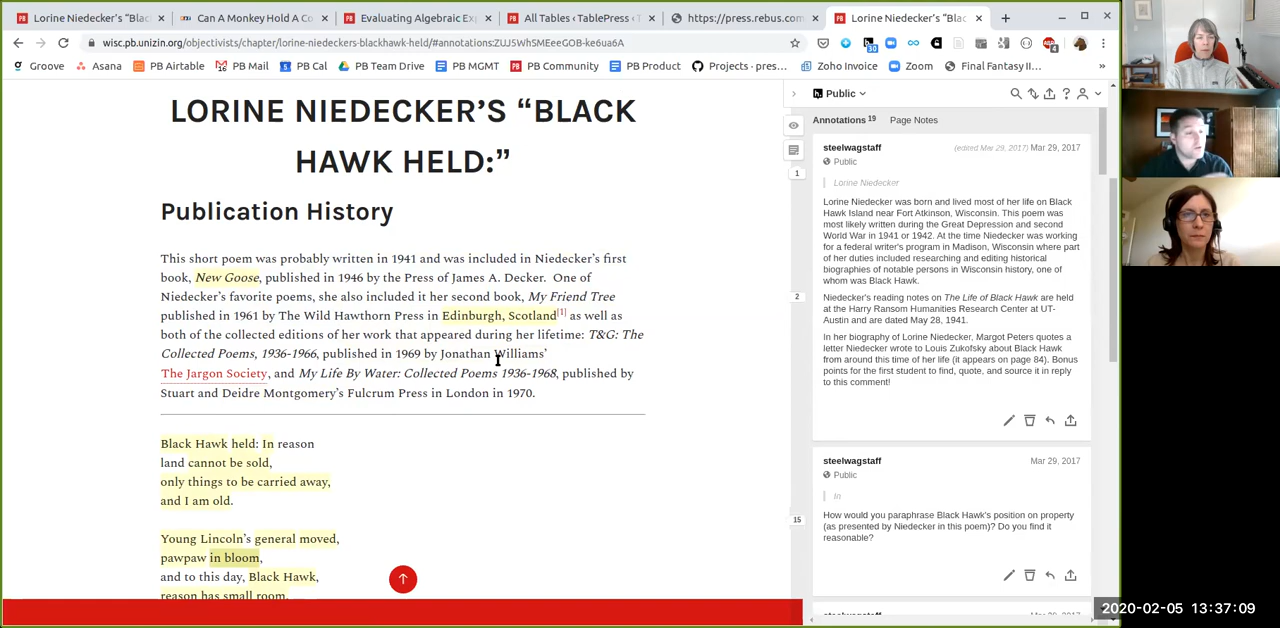 Lorine Niedecker's "Blac
Can A Monkey Hold A Co
Evaluating Algebraic Exp
All Tables ‹ TablePress ‹ T
https://press.rebus.com
Lorine Niedecker's "Blac
wisc.pb.unizin.org/objectivists/chapter/lorine-niedeckers-blackhawk-held/#annotations:ZUJ5WhSMEeeGOB-ke6ua6A
Groove Asana PB Airtable PB Mail PB Cal PB Team Drive PB MGMT PB Community PB Product Projects · pres... Zoho Invoice Zoom Final Fantasy II... »
LORINE NIEDECKER'S "BLACK
HAWK HELD:"
Publication History
This short poem was probably written in 1941 and was included in Niedecker's first
book, New Goose, published in 1946 by the Press of James A. Decker. One of
Niedecker's favorite poems, she also included it her second book, My Friend Tree
published in 1961 by The Wild Hawthorn Press in Edinburgh, Scotland[1] as well as
both of the collected editions of her work that appeared during her lifetime: T&G: The
Collected Poems, 1936-1966, published in 1969 by Jonathan Williams'
The Jargon Society, and My Life By Water: Collected Poems 1936-1968, published by
Stuart and Deidre Montgomery's Fulcrum Press in London in 1970.
Black Hawk held: In reason
land cannot be sold,
only things to be carried away,
and I am old.
Young Lincoln's general moved,
pawpaw in bloom,
and to this day, Black Hawk,
reason has small room.
Public
Annotations 19 Page Notes
1
2
15
steelwagstaff (edited Mar 29, 2017) Mar 29, 2017
Public
Lorine Niedecker
Lorine Niedecker was born and lived most of her life on Black
Hawk Island near Fort Atkinson, Wisconsin. This poem was
most likely written during the Great Depression and second
World War in 1941 or 1942. At the time Niedecker was working
for a federal writer's program in Madison, Wisconsin where part
of her duties included researching and editing historical
biographies of notable persons in Wisconsin history, one of
whom was Black Hawk.
Niedecker's reading notes on The Life of Black Hawk are held
at the Harry Ransom Humanities Research Center at UT-
Austin and are dated May 28, 1941.
In her biography of Lorine Niedecker, Margot Peters quotes a
letter Niedecker wrote to Louis Zukofsky about Black Hawk
from around this time of her life (it appears on page 84). Bonus
points for the first student to find, quote, and source it in reply
to this comment!
steelwagstaff Mar 29, 2017
Public
In
How would you paraphrase Black Hawk's position on property
(as presented by Niedecker in this poem)? Do you find it
reasonable?
steelwagstaff
2020-02-05 13:37:09